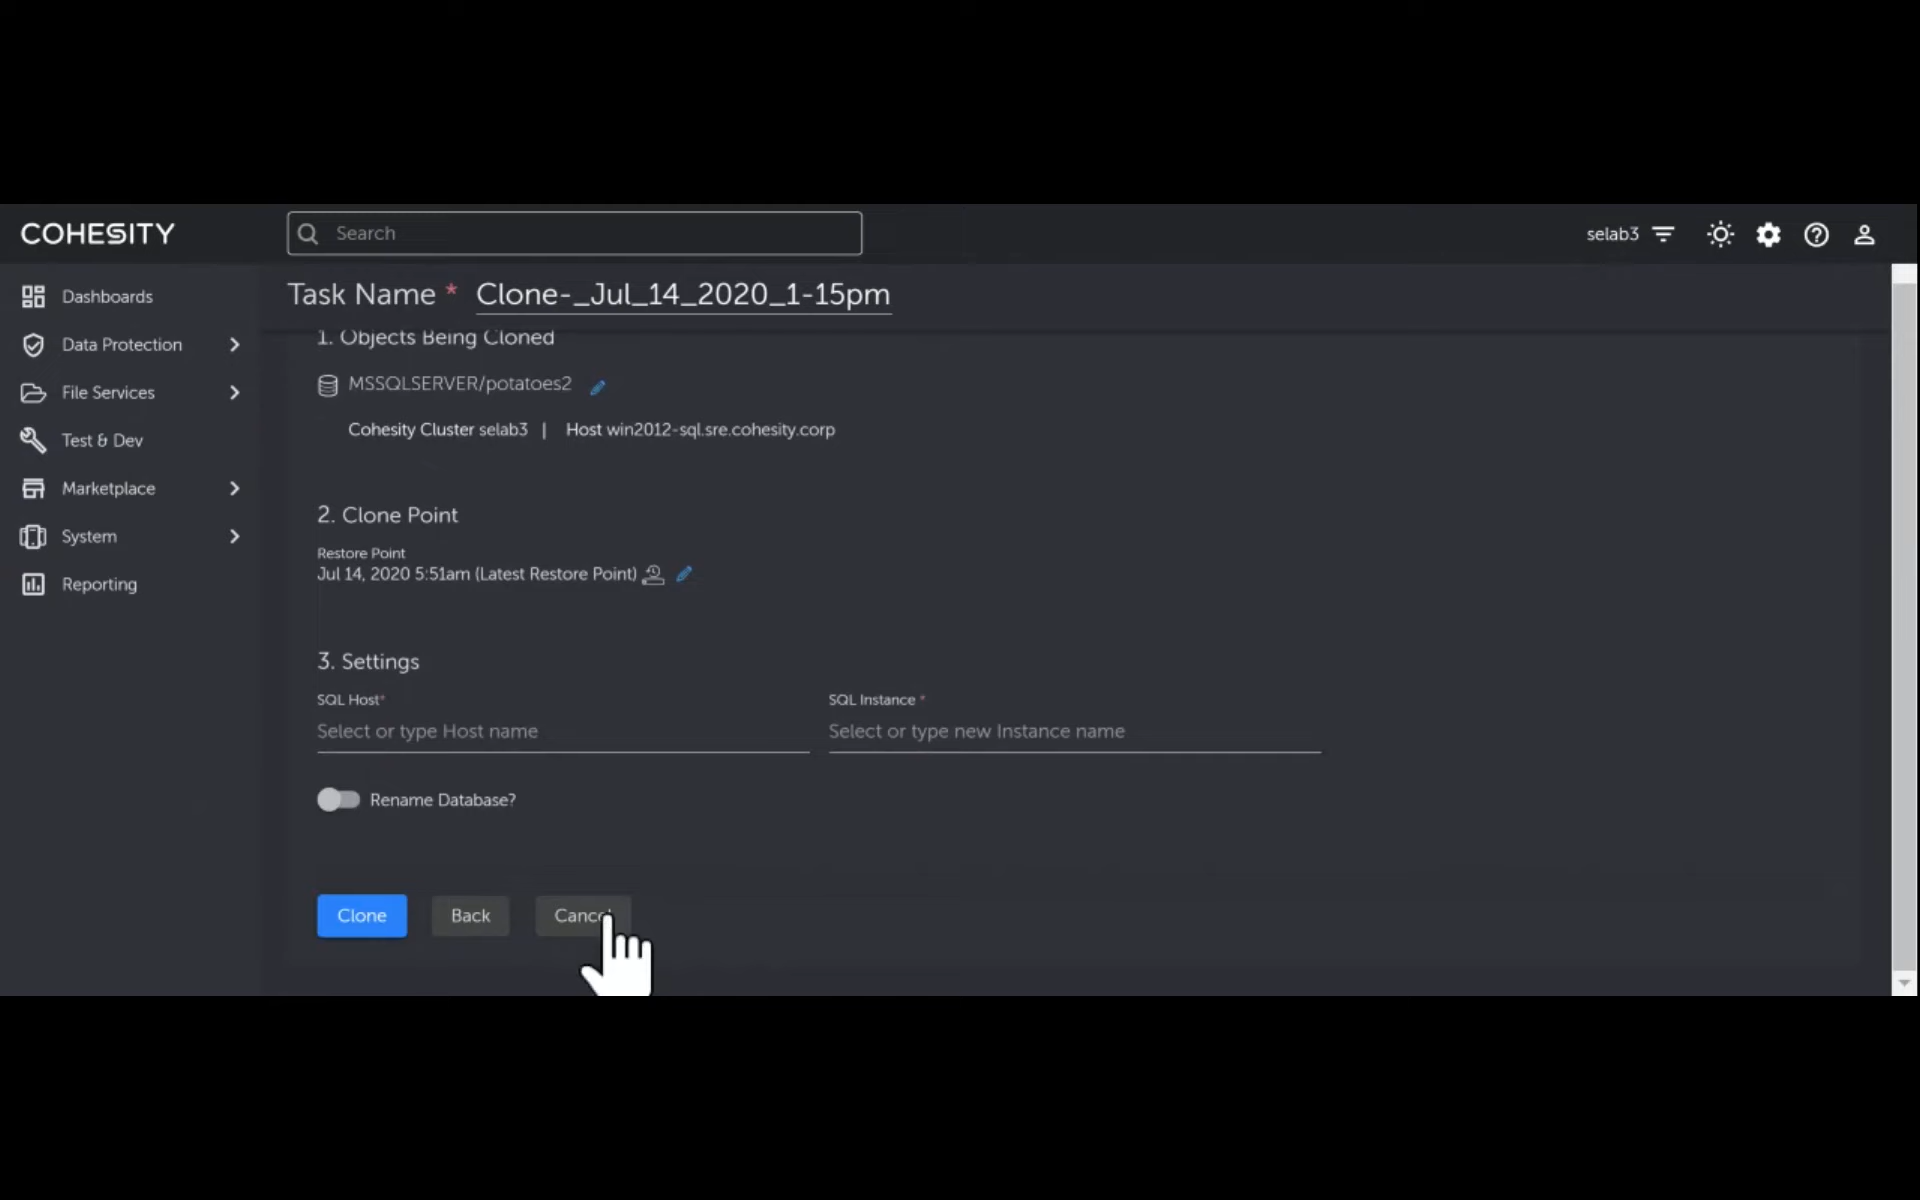 COHESITY
Search
selab3
Dashboards
Data Protection
File Services
Test & Dev
Marketplace
System
Reporting
Task Name * Clone-_Jul_14_2020_1-15pm
1. Objects Being Cloned
MSSQLSERVER/potatoes2
Cohesity Cluster selab3 | Host win2012-sql.sre.cohesity.corp
2. Clone Point
Restore Point
Jul 14, 2020 5:51am (Latest Restore Point)
3. Settings
SQL Host*
SQL Instance *
Select or type Host name
Select or type new Instance name
Rename Database?
Clone
Back
Cancel